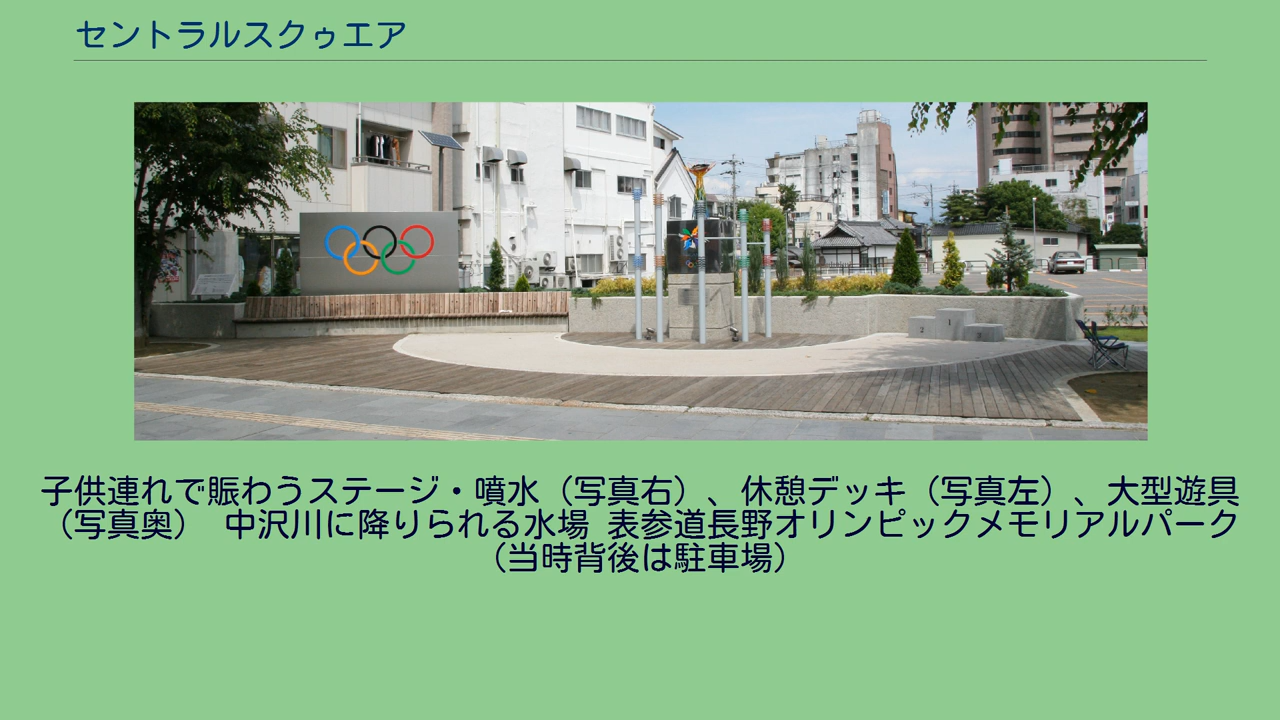 セントラルスクゥエア
2
1
子供連れで賑わうステージ・噴水（写真右）、休憩デッキ（写真左）、大型遊具
（写真奥）　中沢川に降りられる水場 表参道長野オリンピックメモリアルパーク
（当時背後は駐車場）